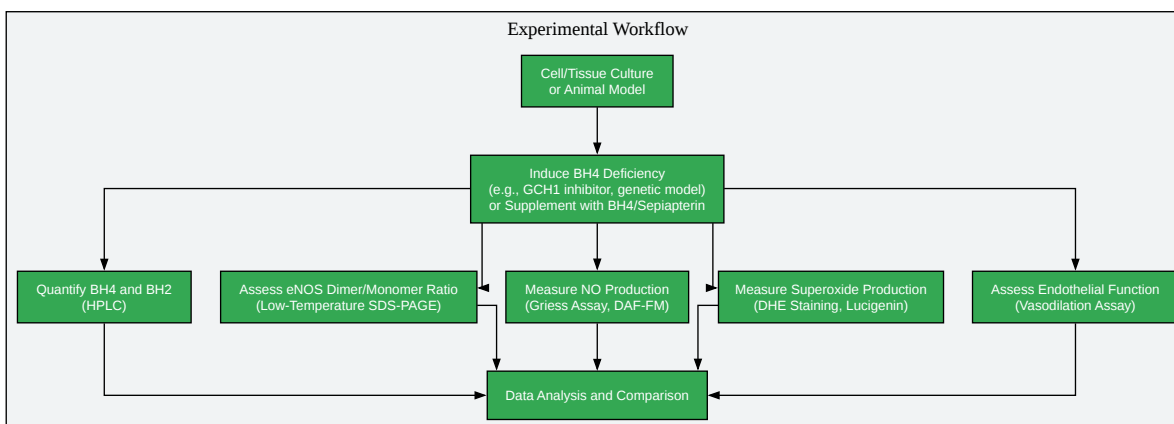 Experimental Workflow
Cell/Tissue Culture
or Animal Model
Induce BH4 Deficiency
(e.g., GCH1 inhibitor, genetic model)
or Supplement with BH4/Sepiapterin
Quantify BH4 and BH2
(HPLC)
Assess eNOS Dimer/Monomer Ratio
(Low-Temperature SDS-PAGE)
Measure NO Production
(Griess Assay, DAF-FM)
Measure Superoxide Production
(DHE Staining, Lucigenin)
Assess Endothelial Function
(Vasodilation Assay)
Data Analysis and Comparison